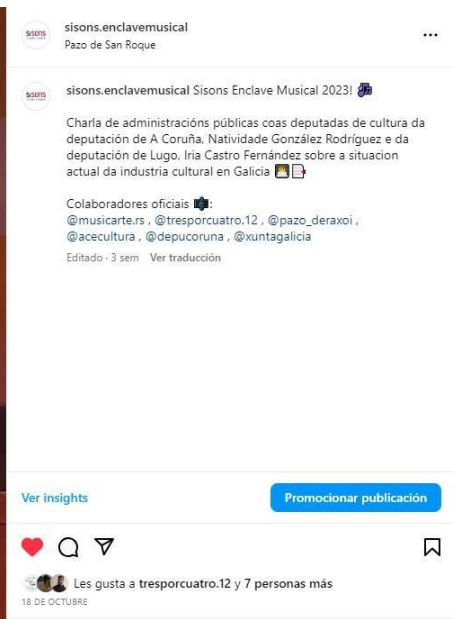 sisons.enclavemusical
Pazo de San Roque
sisons.enclavemusical Sisons Enclave Musical 2023!
Charla de administracións públicas coas deputadas de cultura da
deputación de A Coruña, Natividade González Rodríguez e da
deputación de Lugo, Iria Castro Fernández sobre a situacion
actual da industria cultural en Galicia
Colaboradores oficiais :
@musicarte.rs , @tresporcuatro.12 , @pazo_deraxoi ,
@acecultura , @depucoruna , @xuntagalicia
Editado · 3 sem Ver traducción
Ver insights
Promocionar publicación
Les gusta a tresporcuatro.12 y 7 personas más
18 DE OCTUBRE